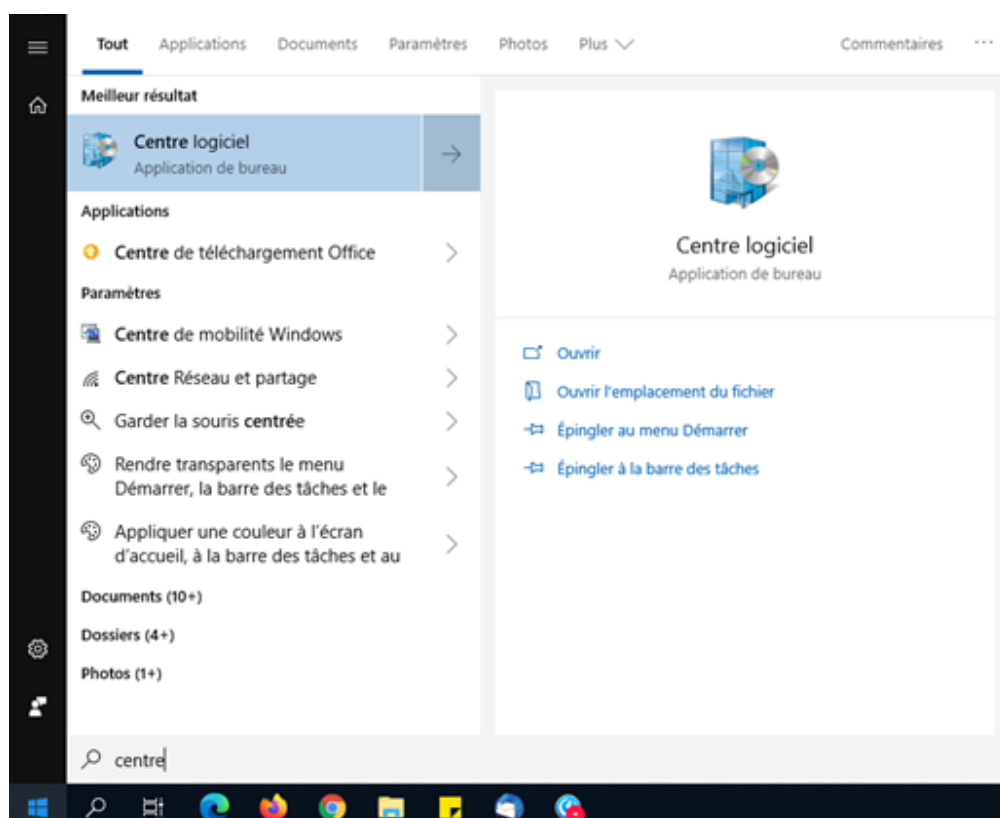 Tout Applications Documents Paramètres Photos Plus Commentaires ...
Meilleur résultat
Centre logiciel
Application de bureau
Applications
Centre de téléchargement Office
Paramètres
Centre de mobilité Windows
Centre Réseau et partage
Garder la souris centrée
Rendre transparents le menu
Démarrer, la barre des tâches et le
Appliquer une couleur à l'écran
d'accueil, à la barre des tâches et au
Documents (10+)
Dossiers (4+)
Photos (1+)
centre
Centre logiciel
Application de bureau
Ouvrir
Ouvrir l'emplacement du fichier
Épingler au menu Démarrer
Épingler à la barre des tâches